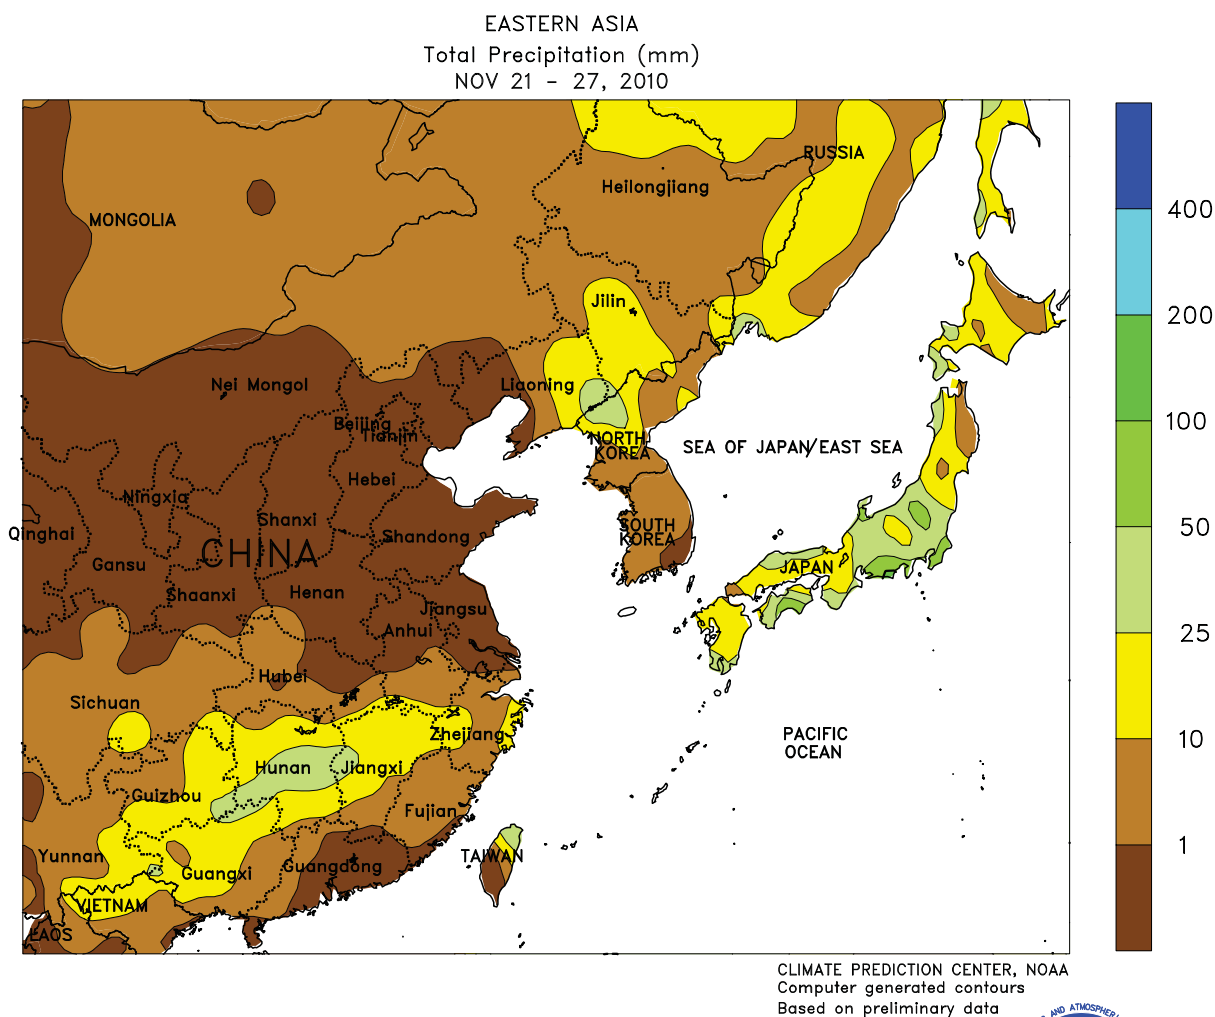 EASTERN ASIA
Total Precipitation (mm)
NOV 21 - 27, 2010
RUSSIA
Heilongjiang
MONGOLIA
400
Jilin
200
Nei Mongol
Liaoning
Beijing
Tianjin
100
NORTH
KOREA
SEA OF JAPAN/EAST SEA
Hebei
Ningxia
Shanxi
SOUTH
KOREA
50
Qinghai
Shandong
CHINA
Gansu
JAPAN
Shaanxi
Henan
Jiangsu
Anhui
25
Hubei
Sichuan
Zhejiang
PACIFIC
OCEAN
10
Hunan
Jiangxi
Guizhou
Fujian
1
Yunnan
TAIWAN
Guangxi
Guangdong
VIETNAM
LAOS
CLIMATE PREDICTION CENTER, NOAA
Computer generated contours
Based on preliminary data
AND ATMOSPHER